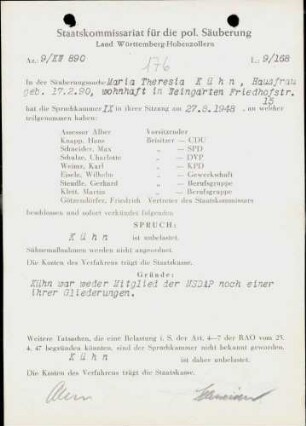 Staatskommissariat für die pol. Säuberung
Land Württemberg-Hohenzollern
Az. 9/KW 890
176
L. 9/168
In der Säuberungssache Maria Theresia Kühn, Hausfrau
geb. 17.2.90, wohnhaft in Weingarten Friedhofstr.
15
hat die Spruchkammer IX in ihrer Sitzung am 27.8.1948, an welcher
teilgenommen haben:
Assessor Alber Vorsitzender
Knapp, Hans Beisitzer — CDU
Schneider, Max — SPD
Schulze, Charlotte — DVP
Weiß, Karl — KPD
Eisele, Wilhelm — Gewerkschaft
Stemile, Gerhard — Berufsgruppe
Klett, Martin — Berufsgruppe
Götzendörfer, Friedrich Vertreter des Staatskommissars
beschlossen und sofort verkündet folgenden
SPRUCH:
Kühn
ist unbelastet.
Sühnemaßnahmen werden nicht angeordnet.
Die Kosten des Verfahrens trägt die Staatskasse.
Gründe:
Kühn war weder Mitglied der NSDAP noch einer
ihrer Gliederungen.
Weitere Tatsachen, die eine Belastung i. S. der Art. 4—7 der RAO vom 25.
4. 47 begründen könnten, sind der Spruchkammer nicht bekannt geworden.
Kühn ist daher unbelastet.
Die Kosten des Verfahrens trägt die Staatskasse.